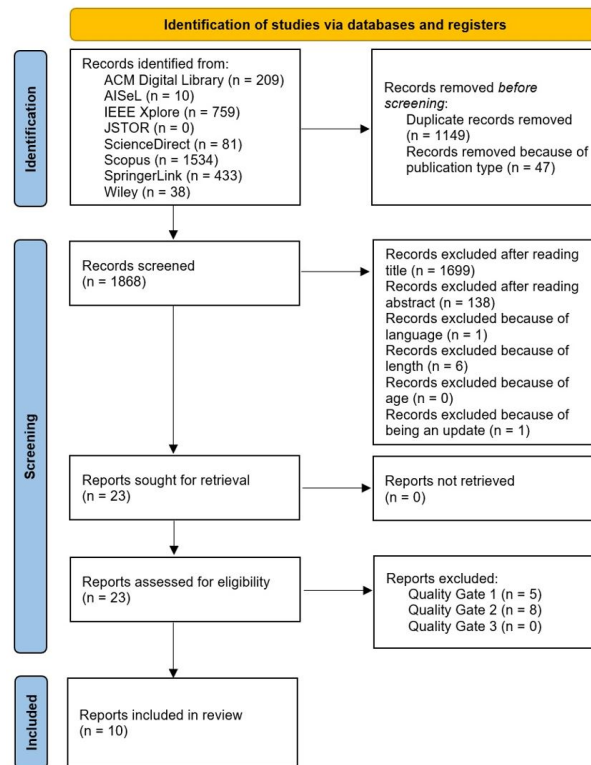 Identification of studies via databases and registers
Identification
Records identified from:
ACM Digital Library (n = 209)
AISeL (n = 10)
IEEE Xplore (n = 759)
JSTOR (n = 0)
ScienceDirect (n = 81)
Scopus (n = 1534)
SpringerLink (n = 433)
Wiley (n = 38)
Records removed before
screening:
Duplicate records removed
(n = 1149)
Records removed because of
publication type (n = 47)
Screening
Records screened
(n = 1868)
Records excluded after reading
title (n = 1699)
Records excluded after reading
abstract (n = 138)
Records excluded because of
language (n = 1)
Records excluded because of
length (n = 6)
Records excluded because of
age (n = 0)
Records excluded because of
being an update (n = 1)
Reports sought for retrieval
(n = 23)
Reports not retrieved
(n = 0)
Reports assessed for eligibility
(n = 23)
Reports excluded:
Quality Gate 1 (n = 5)
Quality Gate 2 (n = 8)
Quality Gate 3 (n = 0)
Included
Reports included in review
(n = 10)